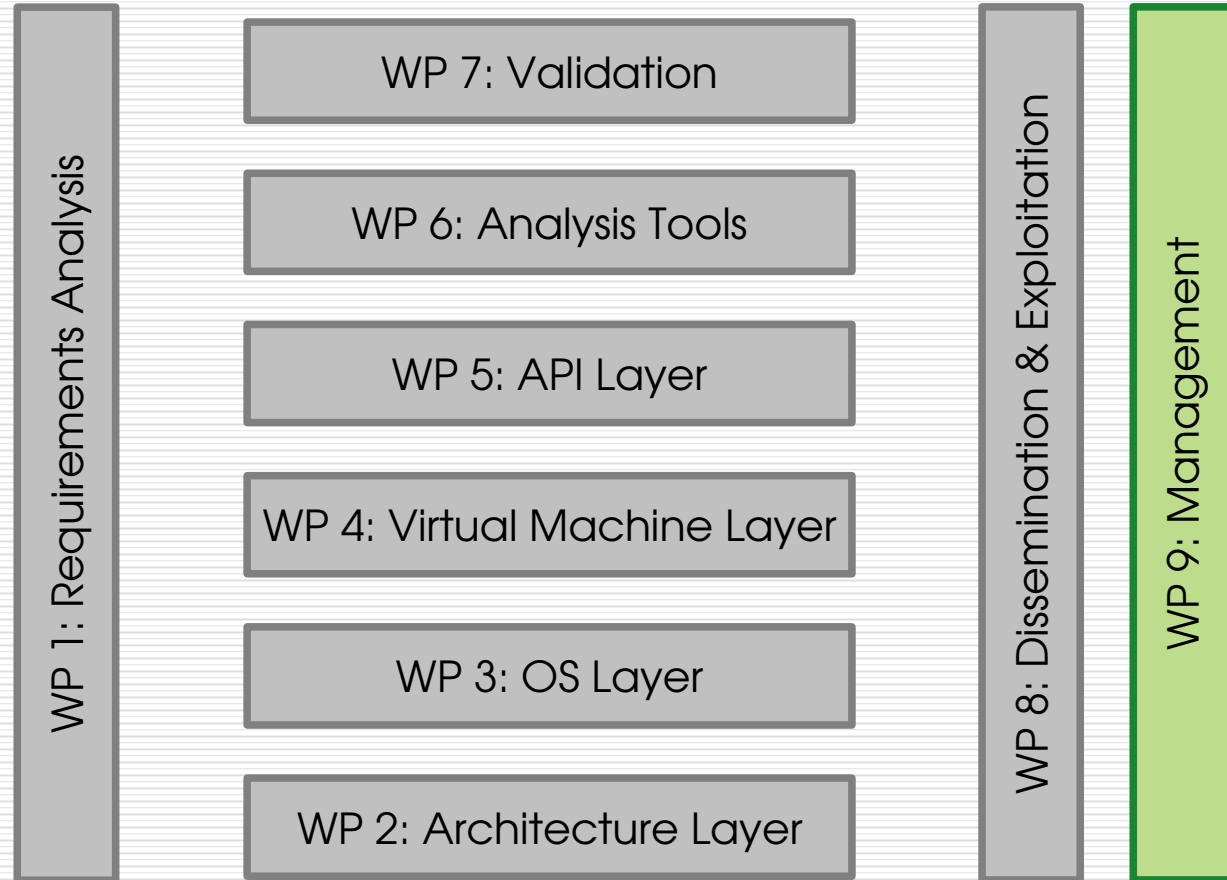 WP 1: Requirements Analysis
WP 7: Validation
WP 6: Analysis Tools
WP 5: API Layer
WP 4: Virtual Machine Layer
WP 3: OS Layer
WP 2: Architecture Layer
WP 8: Dissemination & Exploitation
WP 9: Management